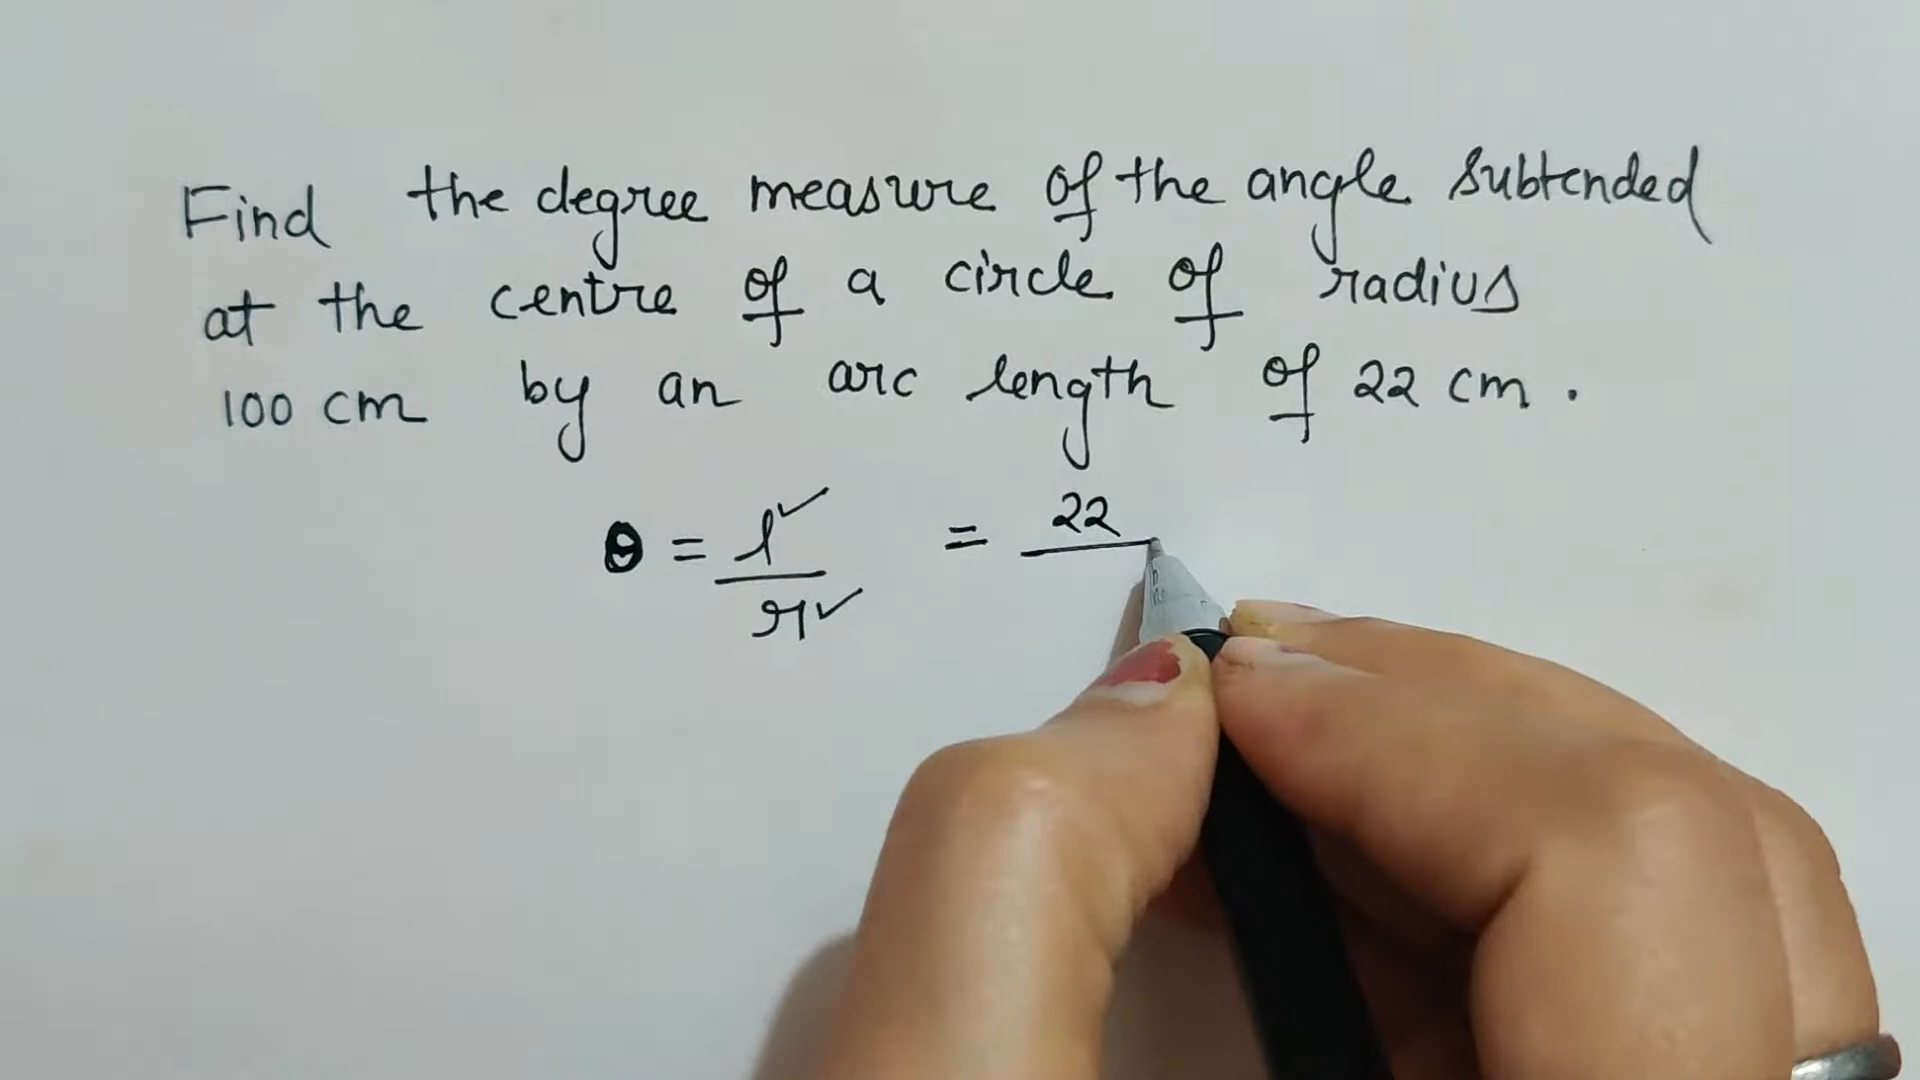 Find the degree measure of the angle subtended
at the centre of a circle of radius
100 cm by an arc length of 22 cm.
θ = l✓ = 22
r✓